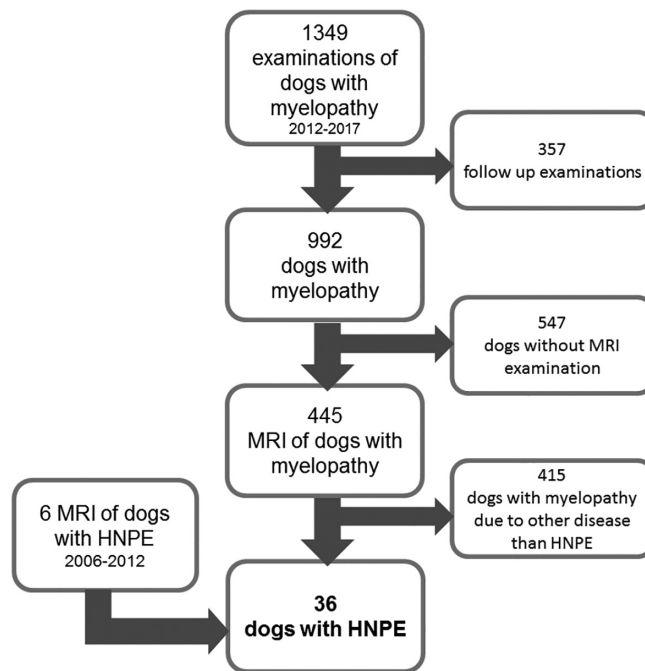 1349
examinations of
dogs with
myelopathy
2012-2017
357
follow up examinations
992
dogs with
myelopathy
547
dogs without MRI
examination
445
MRI of dogs with
myelopathy
415
dogs with myelopathy
due to other disease
than HNPE
6 MRI of dogs
with HNPE
2006-2012
36
dogs with HNPE